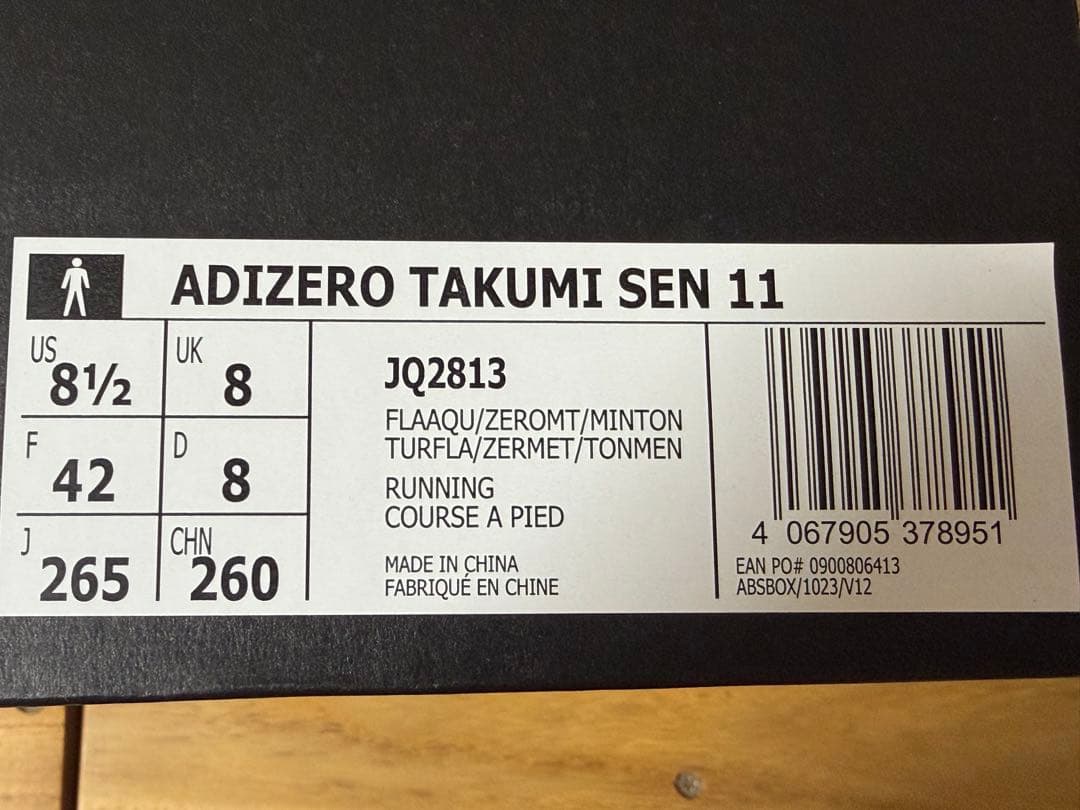 ADIZERO TAKUMI SEN 11
US 8½ UK 8
F 42 D 8
J 265 CHN 260
JQ2813
FLAAQU/ZEROMT/MINTON
TURFLA/ZERMET/TONMEN
RUNNING
COURSE A PIED
MADE IN CHINA
FABRIQUÉ EN CHINE
4 067905 378951
EAN PO# 0900806413
ABSBOX/1023/V12